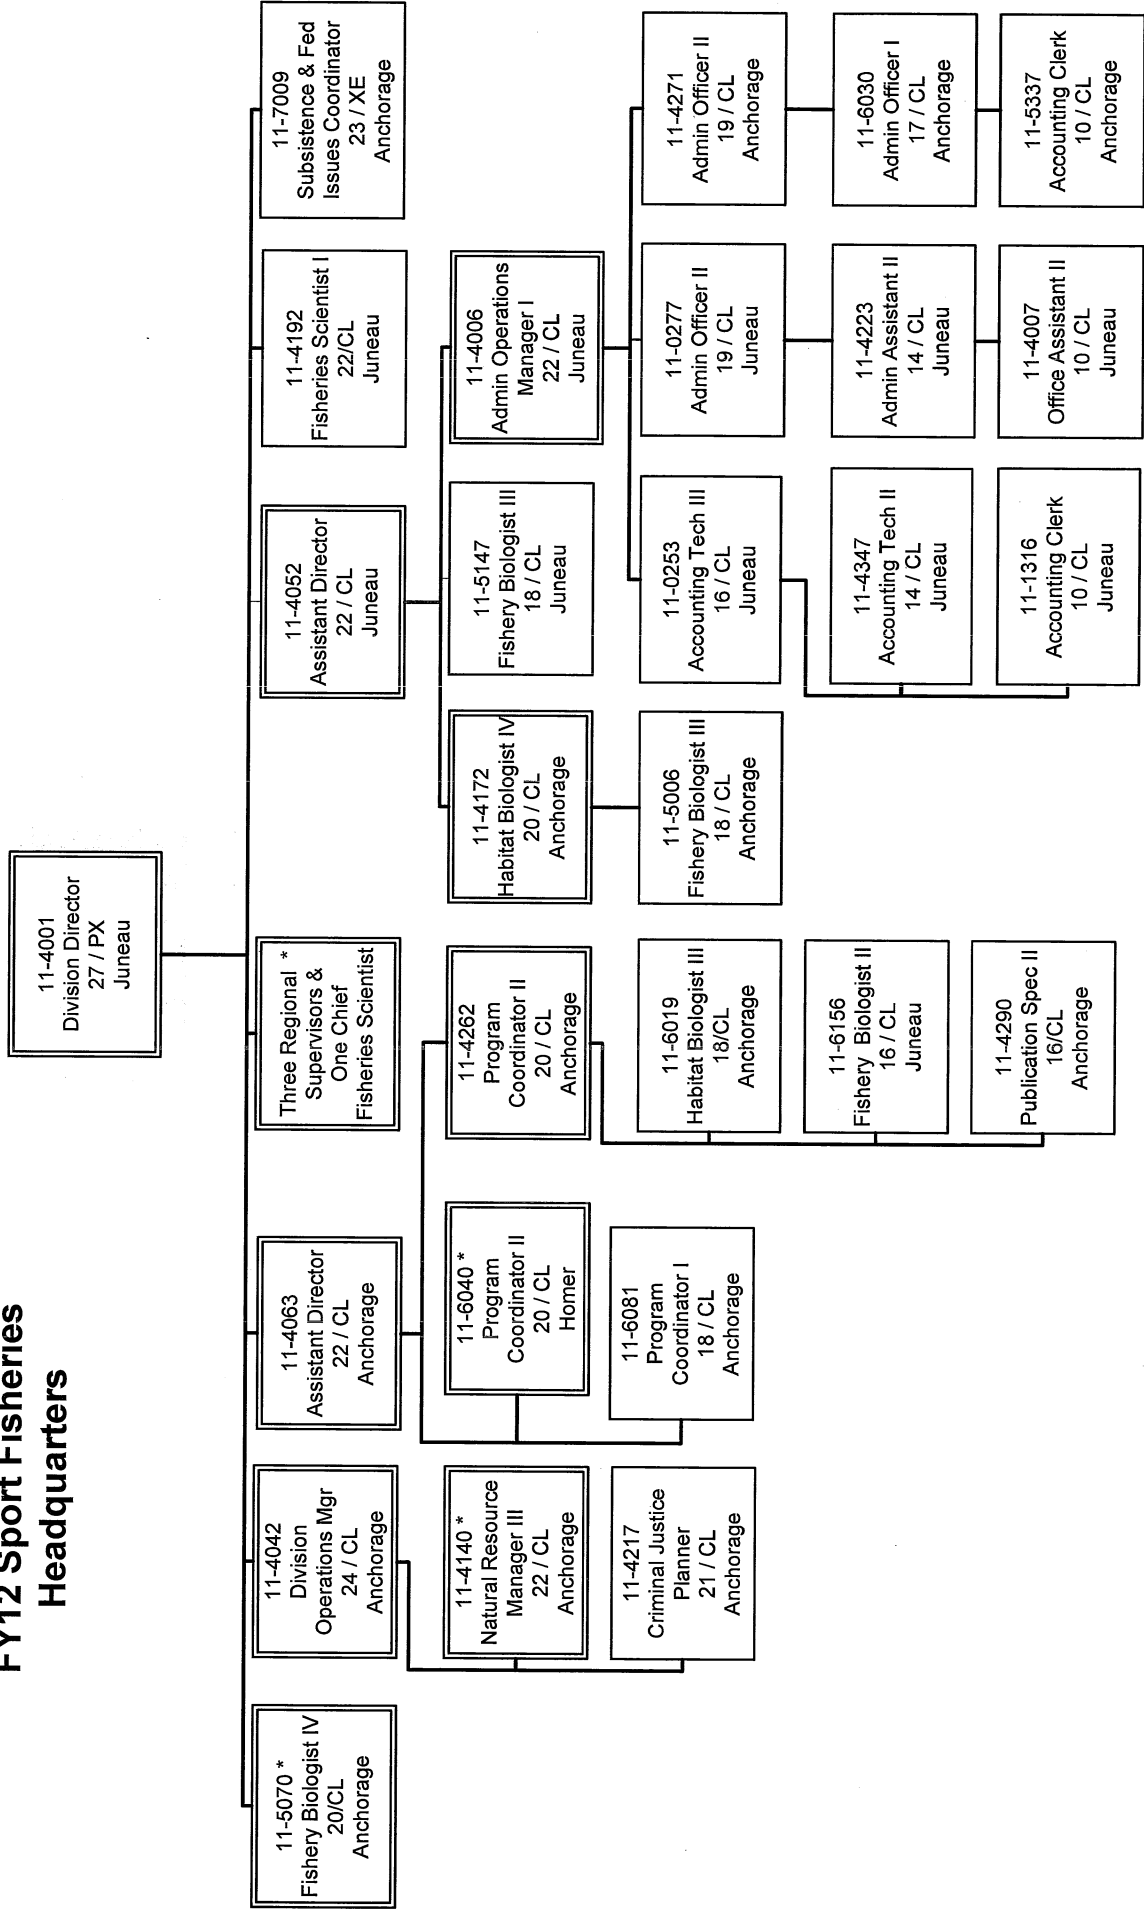 FY12 Sport Fisheries
Headquarters
11-4001
Division Director
27 / PX
Juneau
11-5070 *
Fishery Biologist IV
20/CL
Anchorage
11-4042
Division
Operations Mgr
24 / CL
Anchorage
11-4063
Assistant Director
22 / CL
Anchorage
Three Regional *
Supervisors &
One Chief
Fisheries Scientist
11-4052
Assistant Director
22 / CL
Juneau
11-4192
Fisheries Scientist I
22/CL
Juneau
11-7009
Subsistence & Fed
Issues Coordinator
23 / XE
Anchorage
11-4140 *
Natural Resource
Manager III
22 / CL
Anchorage
11-6040 *
Program
Coordinator II
20 / CL
Homer
11-4262
Program
Coordinator II
20 / CL
Anchorage
11-4172
Habitat Biologist IV
20 / CL
Anchorage
11-5147
Fishery Biologist III
18 / CL
Juneau
11-4006
Admin Operations
Manager I
22 / CL
Juneau
11-4217
Criminal Justice
Planner
21 / CL
Anchorage
11-6081
Program
Coordinator I
18 / CL
Anchorage
11-6019
Habitat Biologist III
18/CL
Anchorage
11-5006
Fishery Biologist III
18 / CL
Anchorage
11-0253
Accounting Tech III
16 / CL
Juneau
11-0277
Admin Officer II
19 / CL
Juneau
11-4271
Admin Officer II
19 / CL
Anchorage
11-6156
Fishery Biologist II
16 / CL
Juneau
11-4347
Accounting Tech II
14 / CL
Juneau
11-4223
Admin Assistant II
14 / CL
Juneau
11-6030
Admin Officer I
17 / CL
Anchorage
11-4290
Publication Spec II
16/CL
Anchorage
11-1316
Accounting Clerk
10 / CL
Juneau
11-4007
Office Assistant II
10 / CL
Juneau
11-5337
Accounting Clerk
10 / CL
Anchorage